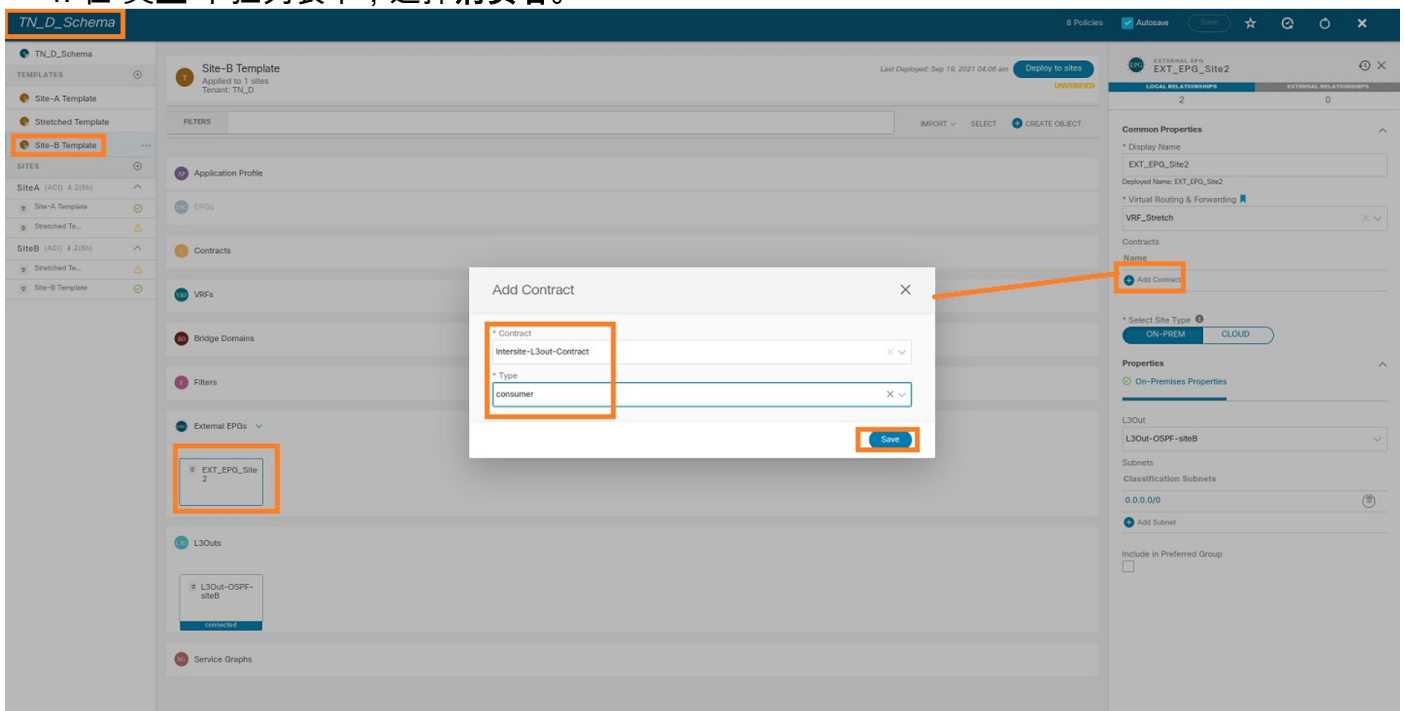 TN_D_Schema
8 Policies
Autosave
Save
TN_D_Schema
TEMPLATES
Site-A Template
Stretched Template
Site-B Template
SITES
SiteA (ACI) 4.2(6h)
Site-A Template
Stretched Te...
SiteB (ACI) 4.2(6h)
Stretched Te...
Site-B Template
T
Site-B Template
Applied to 1 sites
Tenant: TN_D
Last Deployed: Sep 19, 2021 04:06 am
Deploy to sites
UNVERIFIED
FILTERS
IMPORT
SELECT
CREATE OBJECT
AP Application Profile
EPG EPGs
Contracts
VRF VRFs
BD Bridge Domains
F Filters
External EPGs
EXT_EPG_Site
2
L3Outs
L3Out-OSPF-
siteB
connected
SG Service Graphs
Add Contract
* Contract
Intersite-L3out-Contract
* Type
consumer
Save
EPG
EXTERNAL EPG
EXT_EPG_Site2
LOCAL RELATIONSHIPS
2
EXTERNAL RELATIONSHIPS
0
Common Properties
* Display Name
EXT_EPG_Site2
Deployed Name: EXT_EPG_Site2
* Virtual Routing & Forwarding
VRF_Stretch
Contracts
Name
Add Contract
* Select Site Type
ON-PREM
CLOUD
Properties
On-Premises Properties
L3Out
L3Out-OSPF-siteB
Subnets
Classification Subnets
0.0.0.0/0
Add Subnet
Include in Preferred Group